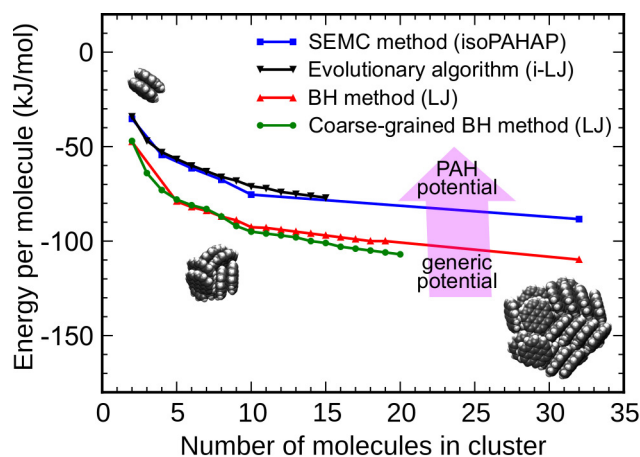 SEMC method (isoPAHAP)
Evolutionary algorithm (i-LJ)
BH method (LJ)
Coarse-grained BH method (LJ)
PAH
potential
generic
potential
Energy per molecule (kJ/mol)
0
-50
-100
-150
0 5 10 15 20 25 30 35
Number of molecules in cluster